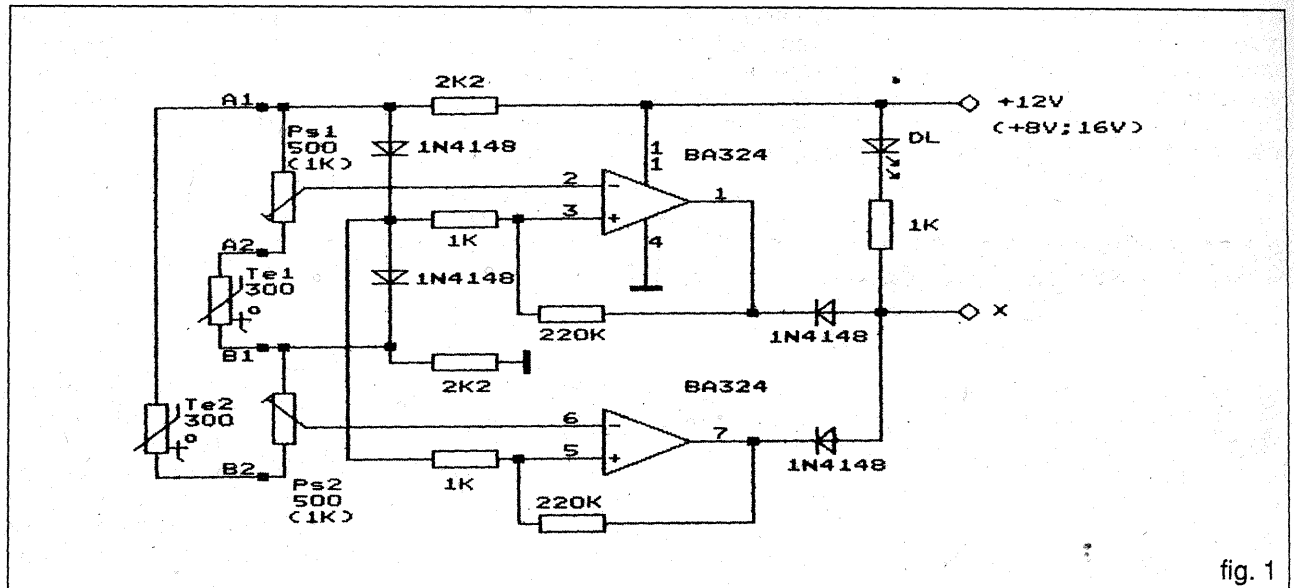 2K2
A1
+12V
(+8V;16V)
Ps1
500
(1K)
1N4148
1
1
BA324
DL
2
-
1
3
+
1K
1K
4
A2
Te1
300
to
1N4148
220K
X
1N4148
B1
2K2
BA324
Te2
300
to
6
-
7
5
+
B2
1K
1N4148
Ps2
500
(1K)
220K
fig. 1